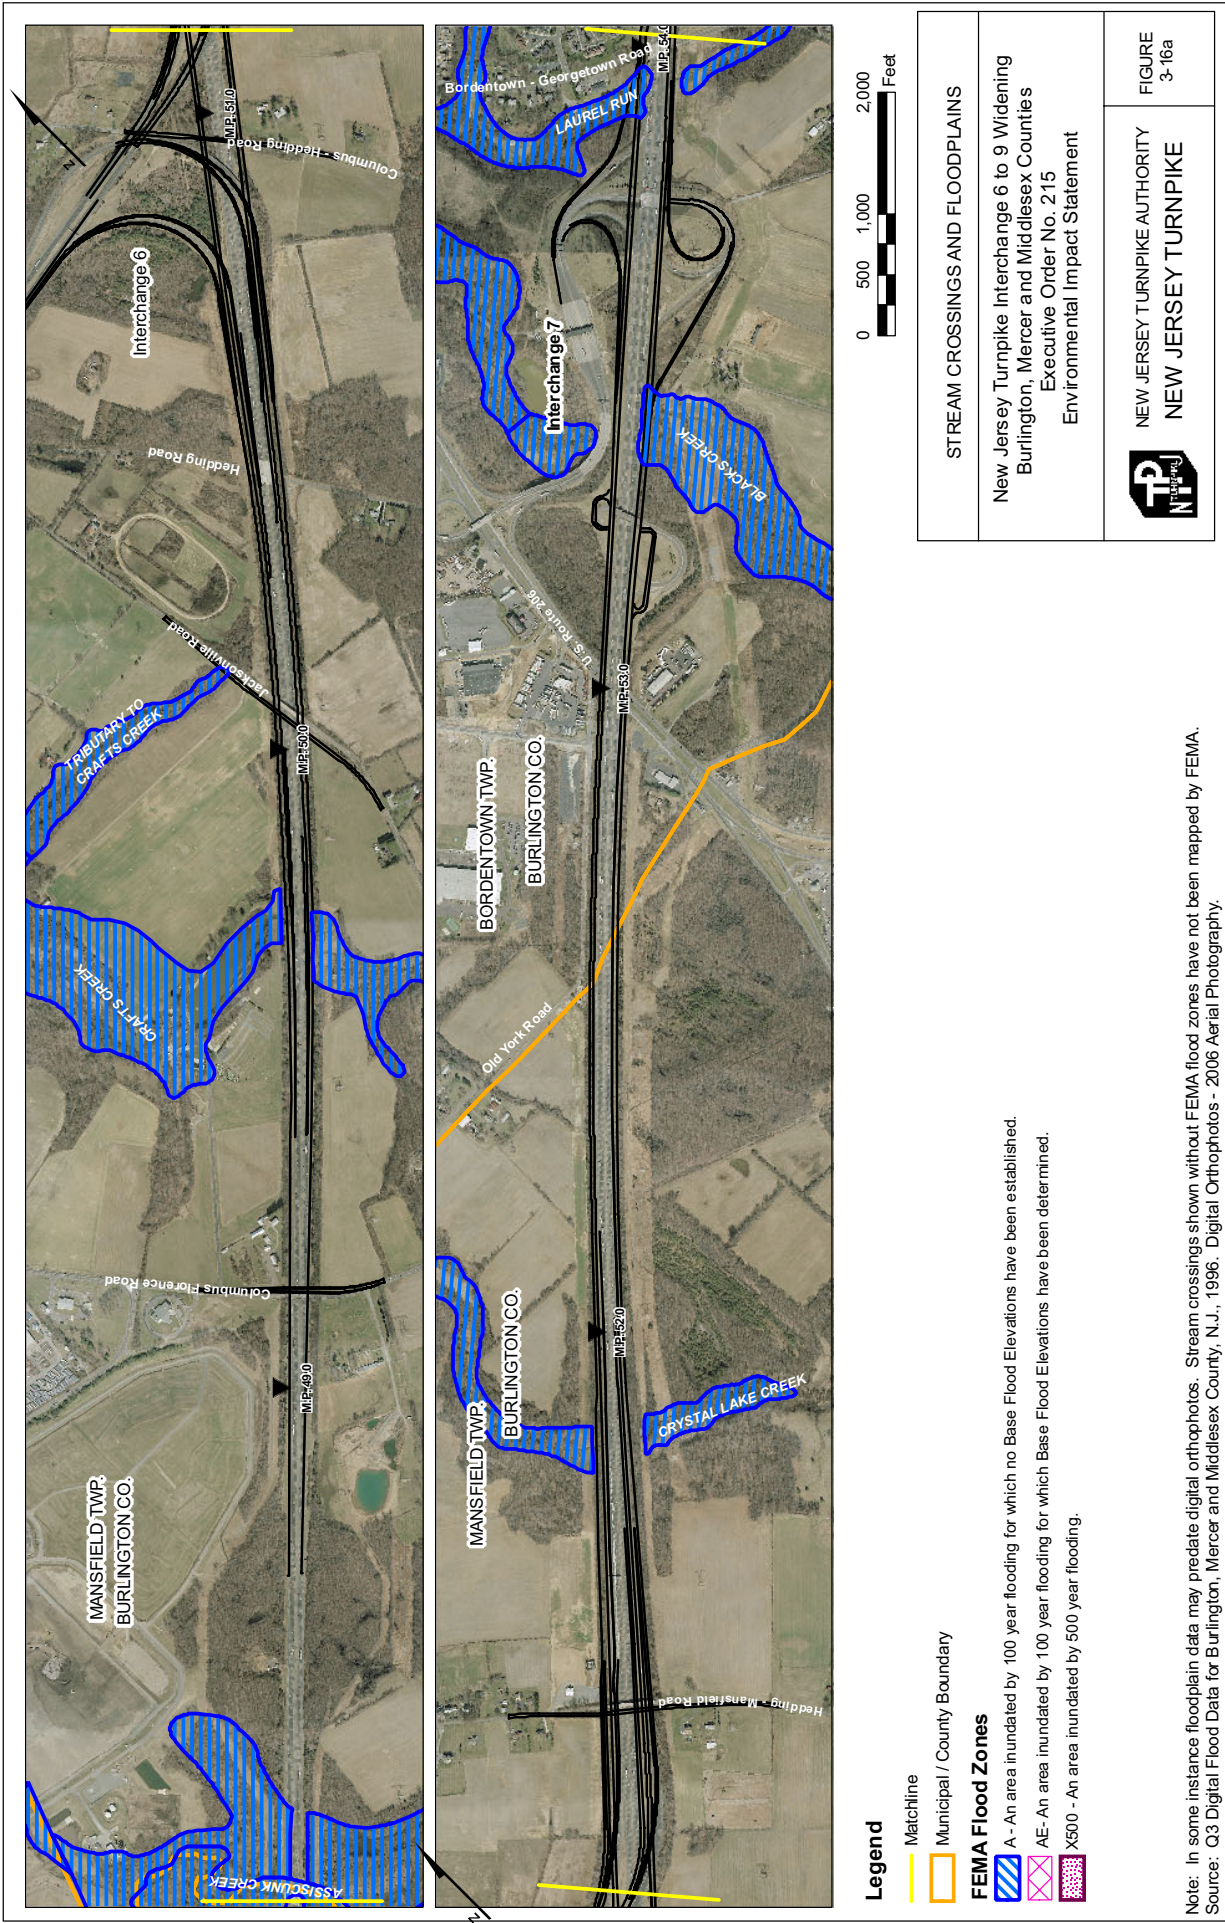 Interchange 6
M.P. 51.0
Columbus - Hedding Road
Hedding Road
Jacksonville Road
TRIBUTARY TO
CRAFTS CREEK
M.P. 50.0
CRAFTS CREEK
Columbus Florence Road
M.P. 49.0
MANSFIELD TWP.
BURLINGTON CO.
ASSISCUNK CREEK
N
Bordentown - Georgetown Road
M.P. 54.0
LAUREL RUN
Interchange 7
BLACKS CREEK
U.S. Route 206
M.P. 53.0
BORDENTOWN TWP.
BURLINGTON CO.
Old York Road
M.P. 52.0
MANSFIELD TWP.
BURLINGTON CO.
CRYSTAL LAKE CREEK
Hedding - Mansfield Road
N
0 500 1,000 2,000
Feet
Legend
Matchline
Municipal / County Boundary
FEMA Flood Zones
A - An area inundated by 100 year flooding for which no Base Flood Elevations have been established.
AE- An area inundated by 100 year flooding for which Base Flood Elevations have been determined.
X500 - An area inundated by 500 year flooding.
Note: In some instance floodplain data may predate digital orthophotos. Stream crossings shown without FEMA flood zones have not been mapped by FEMA.
Source: Q3 Digital Flood Data for Burlington, Mercer and Middlesex County, N.J., 1996. Digital Orthophotos - 2006 Aerial Photography.
STREAM CROSSINGS AND FLOODPLAINS
New Jersey Turnpike Interchange 6 to 9 Widening
Burlington, Mercer and Middlesex Counties
Executive Order No. 215
Environmental Impact Statement
NEW JERSEY TURNPIKE AUTHORITY
NEW JERSEY TURNPIKE
FIGURE
3-16a